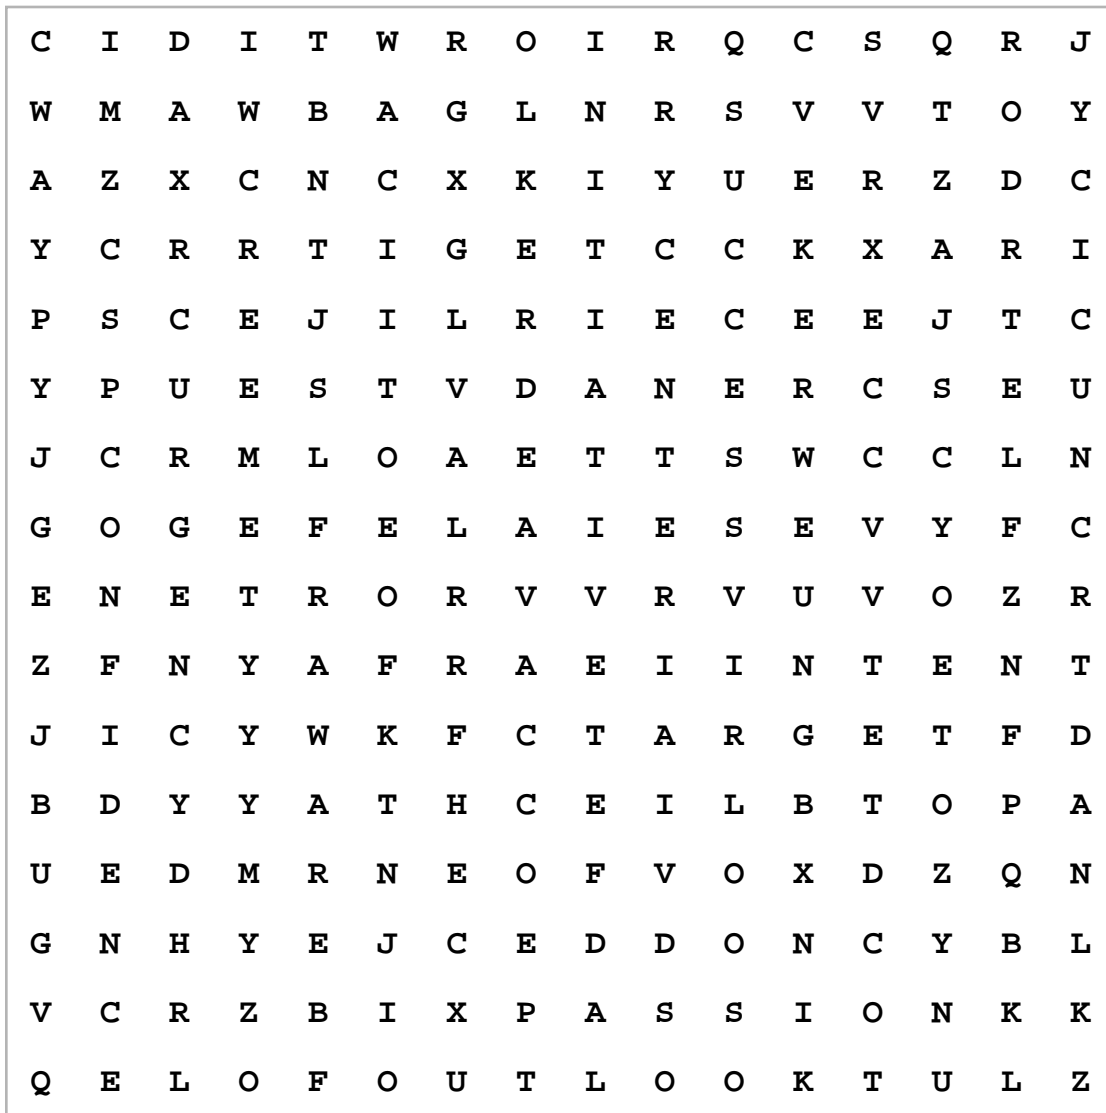 C I D I T W R O I R Q C S Q R J
W M A W B A G L N R S V V T O Y
A Z X C N C X K I Y U E R Z D C
Y C R R T I G E T C C K X A R I
P S C E J I L R I E C E E J T C
Y P U E S T V D A N E R C S E U
J C R M L O A E T T S W C C L N
G O G E F E L A I E S E V Y F C
E N E T R O R V V R V U V O Z R
Z F N Y A F R A E I I N T E N T
J I C Y W K F C T A R G E T F D
B D Y Y A T H C E I L B T O P A
U E D M R N E O F V O X D Z Q N
G N H Y E J C E D D O N C Y B L
V C R Z B I X P A S S I O N K K
Q E L O F O U T L O O K T U L Z